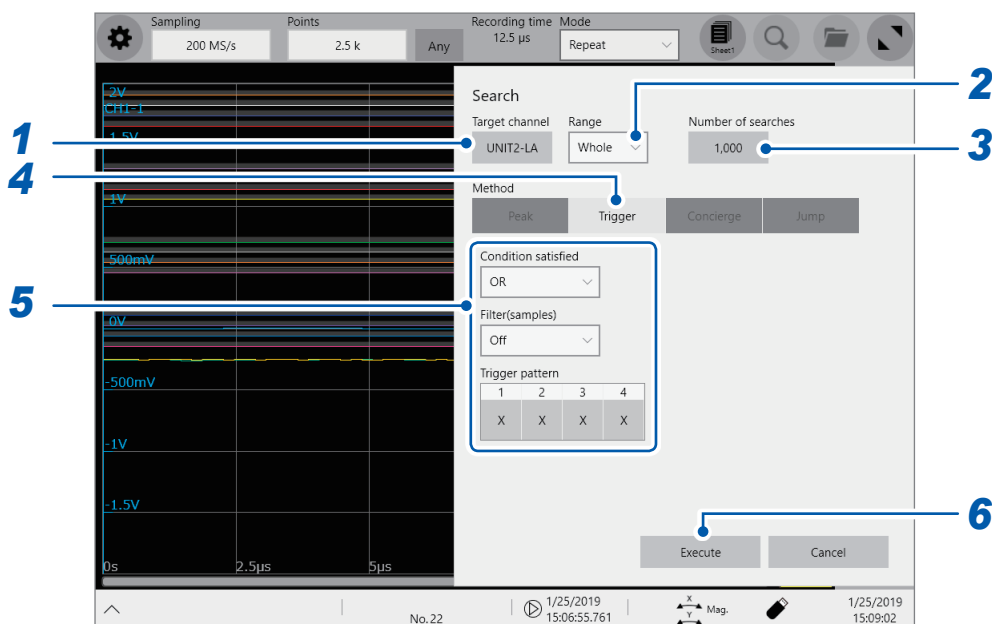 Sampling
Points
Recording time
Mode
200 MS/s
2.5 k
Any
12.5 µs
Repeat
Sheet1
2V
CH1-1
1.5V
1V
500mV
0V
-500mV
-1V
-1.5V
0s
2.5µs
5µs
Search
Target channel
Range
Number of searches
UNIT2-LA
Whole
1,000
Method
Peak
Trigger
Concierge
Jump
Condition satisfied
OR
Filter(samples)
Off
Trigger pattern
1 2 3 4
X X X X
Execute
Cancel
No.22
1/25/2019
15:06:55.761
X
Y
Mag.
1/25/2019
15:09:02
1
2
3
4
5
6